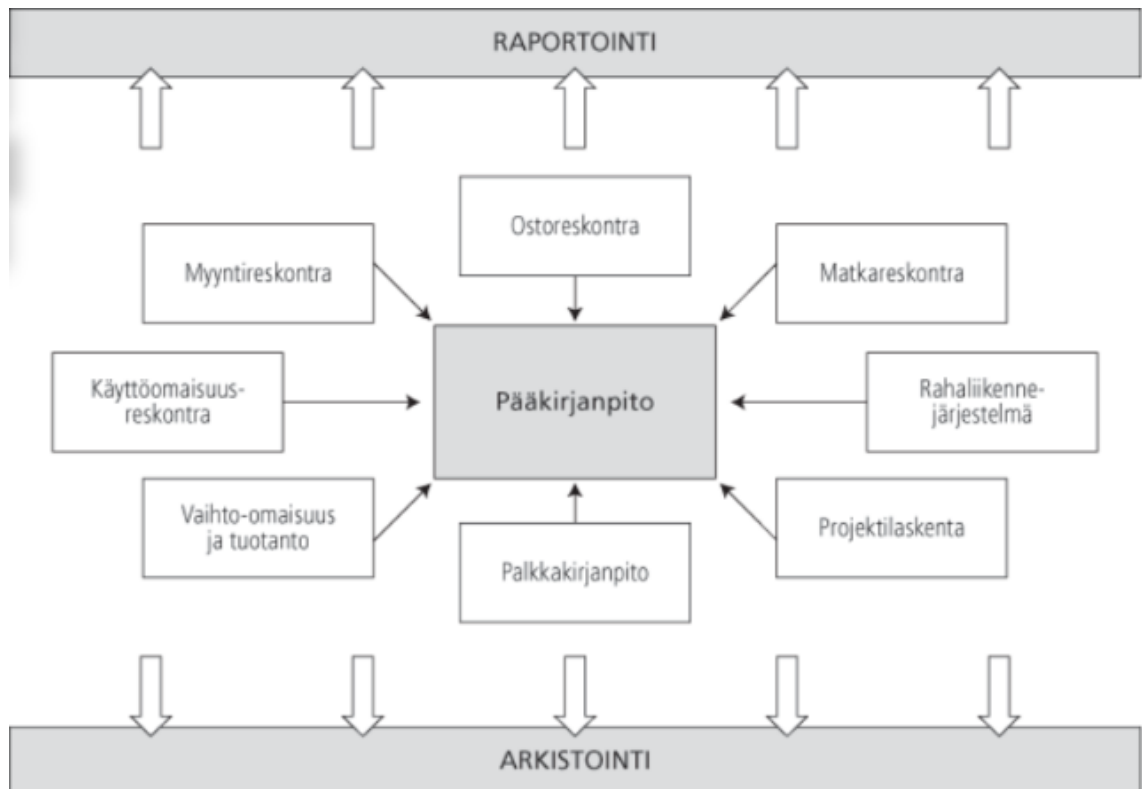 RAPORTOINTI
Ostoreskontra
Myyntireskontra
Matkareskontra
Käyttöomaisuus-
reskontra
Pääkirjanpito
Rahaliikenne-
järjestelmä
Vaihto-omaisuus
ja tuotanto
Palkkakirjanpito
Projektilaskenta
ARKISTOINTI